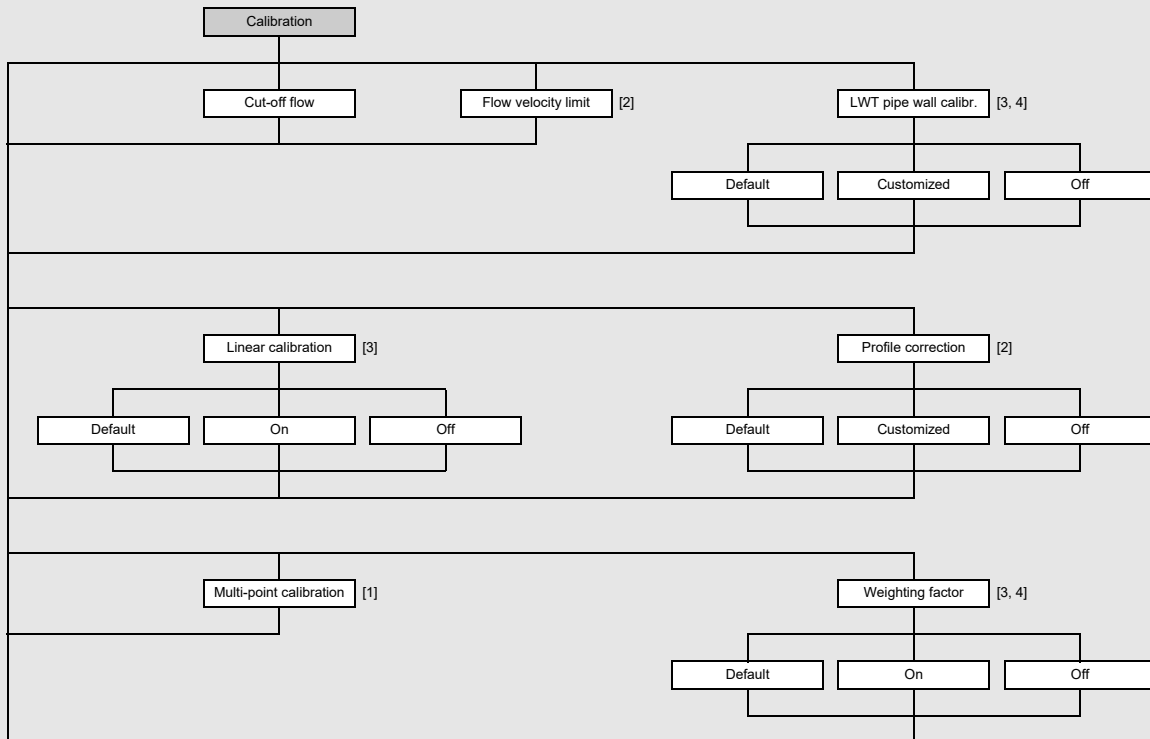 Calibration
Cut-off flow
Flow velocity limit [2]
LWT pipe wall calibr. [3, 4]
Default
Customized
Off
Linear calibration [3]
Profile correction [2]
Default
On
Off
Default
Customized
Off
Multi-point calibration [1]
Weighting factor [3, 4]
Default
On
Off